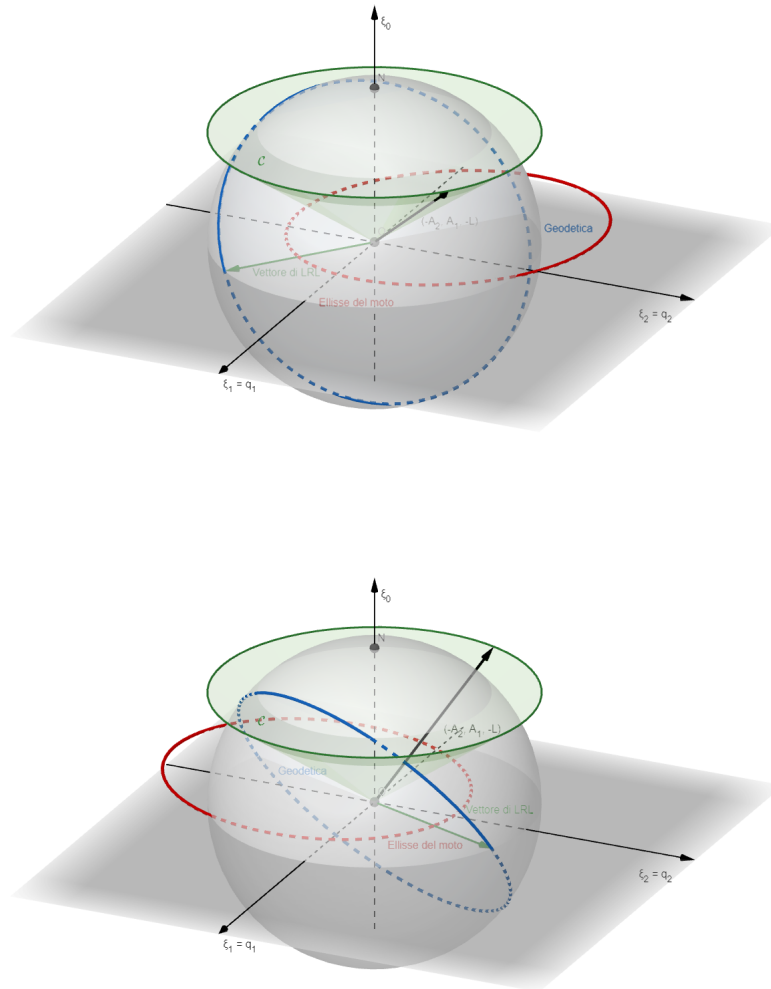 ξ₀
N
𝒞
(-A₂, A₁, -L)
Geodetica
Vettore di LRL
Ellisse del moto
ξ₂ = q₂
ξ₁ = q₁
ξ₀
N
𝒞
(-A₂, A₁, -L)
Geodetica
Vettore di LRL
Ellisse del moto
ξ₂ = q₂
ξ₁ = q₁